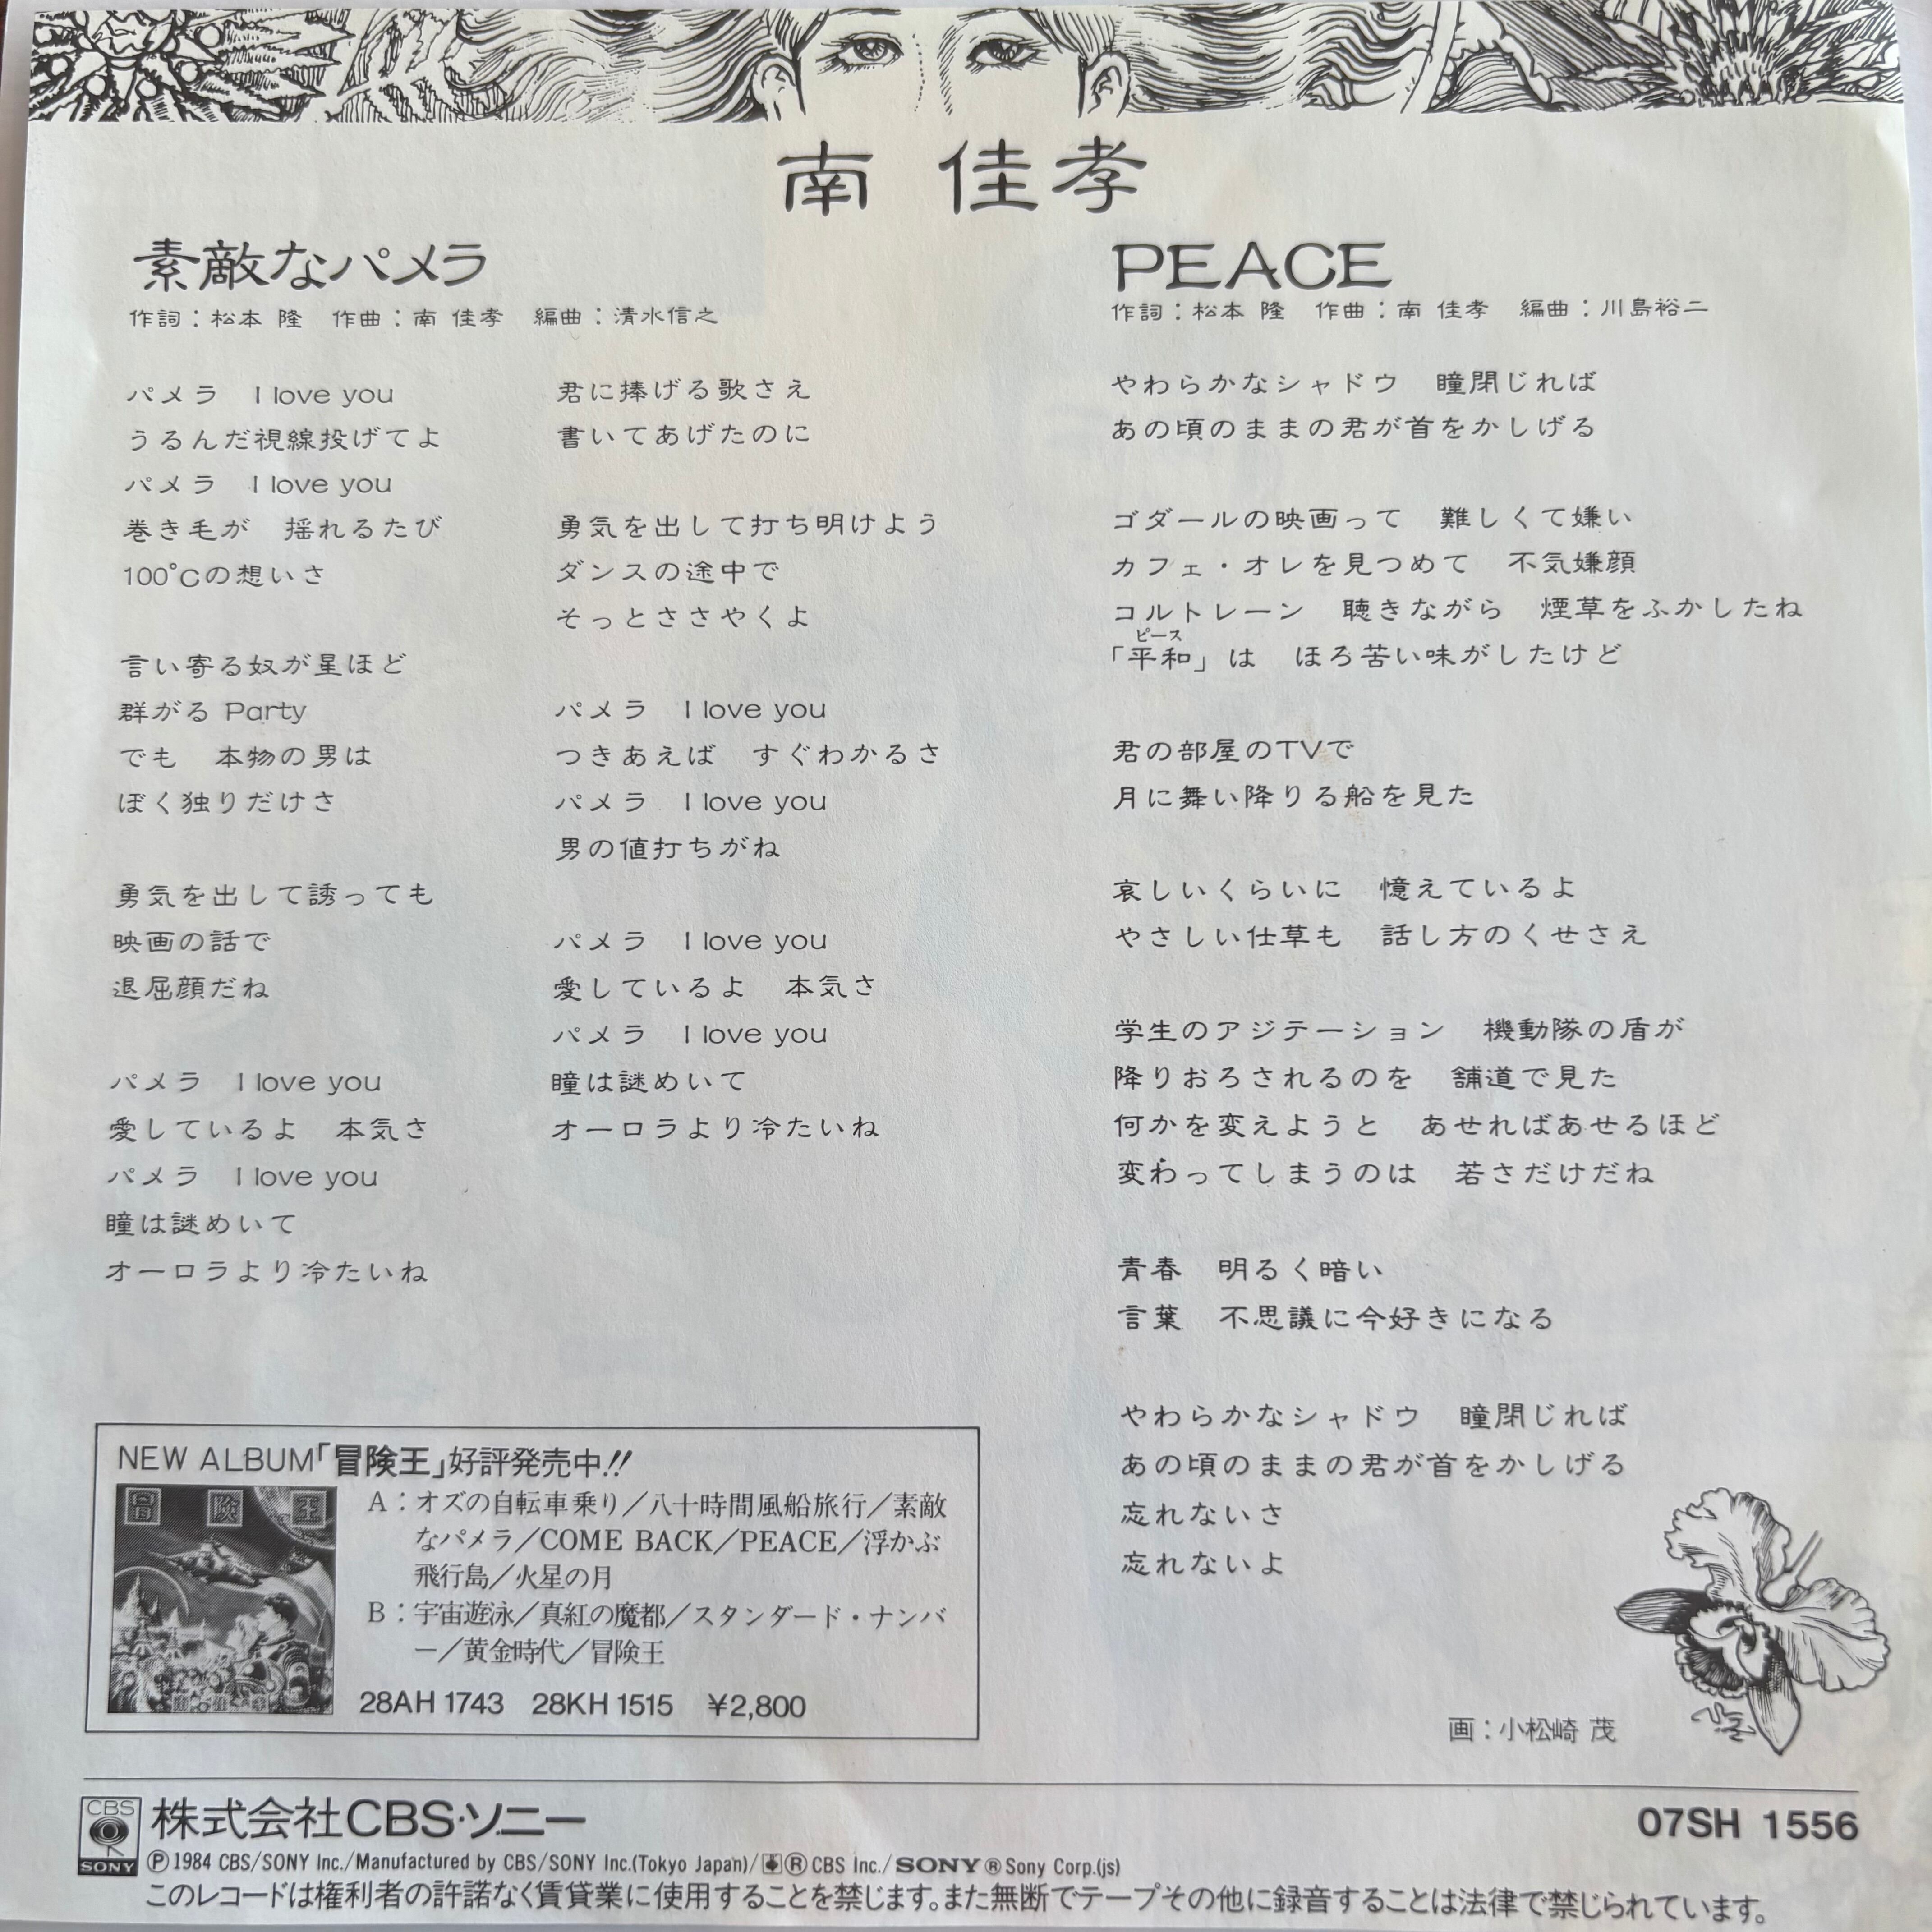 南 佳孝
素敵なパメラ
作詞：松本 隆　作曲：南 佳孝　編曲：清水信之
パメラ　I love you
うるんだ視線投げてよ
パメラ　I love you
巻き毛が　揺れるたび
100℃の想いさ
言い寄る奴が星ほど
群がる Party
でも　本物の男は
ぼく独りだけさ
勇気を出して誘っても
映画の話で
退屈顔だね
パメラ　I love you
愛しているよ　本気さ
パメラ　I love you
瞳は謎めいて
オーロラより冷たいね
君に捧げる歌さえ
書いてあげたのに
勇気を出して打ち明けよう
ダンスの途中で
そっとささやくよ
パメラ　I love you
つきあえば　すぐわかるさ
パメラ　I love you
男の値打ちがね
パメラ　I love you
愛しているよ　本気さ
パメラ　I love you
瞳は謎めいて
オーロラより冷たいね
PEACE
作詞：松本 隆　作曲：南 佳孝　編曲：川島裕二
やわらかなシャドウ　瞳閉じれば
あの頃のままの君が首をかしげる
ゴダールの映画って　難しくて嫌い
カフェ・オレを見つめて　不気嫌顔
コルトレーン　聴きながら　煙草をふかしたね
ピース
「平和」は　ほろ苦い味がしたけど
君の部屋のTVで
月に舞い降りる船を見た
哀しいくらいに　憶えているよ
やさしい仕草も　話し方のくせさえ
学生のアジテーション　機動隊の盾が
降りおろされるのを　舗道で見た
何かを変えようと　あせればあせるほど
変わってしまうのは　若さだけだね
青春　明るく暗い
言葉　不思議に今好きになる
やわらかなシャドウ　瞳閉じれば
あの頃のままの君が首をかしげる
忘れないさ
忘れないよ
画：小松崎 茂
NEW ALBUM「冒険王」好評発売中!!
冒険王
A：オズの自転車乗り／八十時間風船旅行／素敵
なパメラ／COME BACK／PEACE／浮かぶ
飛行島／火星の月
B：宇宙遊泳／真紅の魔都／スタンダード・ナンバ
ー／黄金時代／冒険王
28AH 1743　28KH 1515　¥2,800
CBS
SONY
株式会社CBS・ソニー
07SH 1556
Ⓟ1984 CBS/SONY Inc./Manufactured by CBS/SONY Inc.(Tokyo Japan)/®CBS Inc./SONY®Sony Corp.(js)
このレコードは権利者の許諾なく賃貸業に使用することを禁じます。また無断でテープその他に録音することは法律で禁じられています。